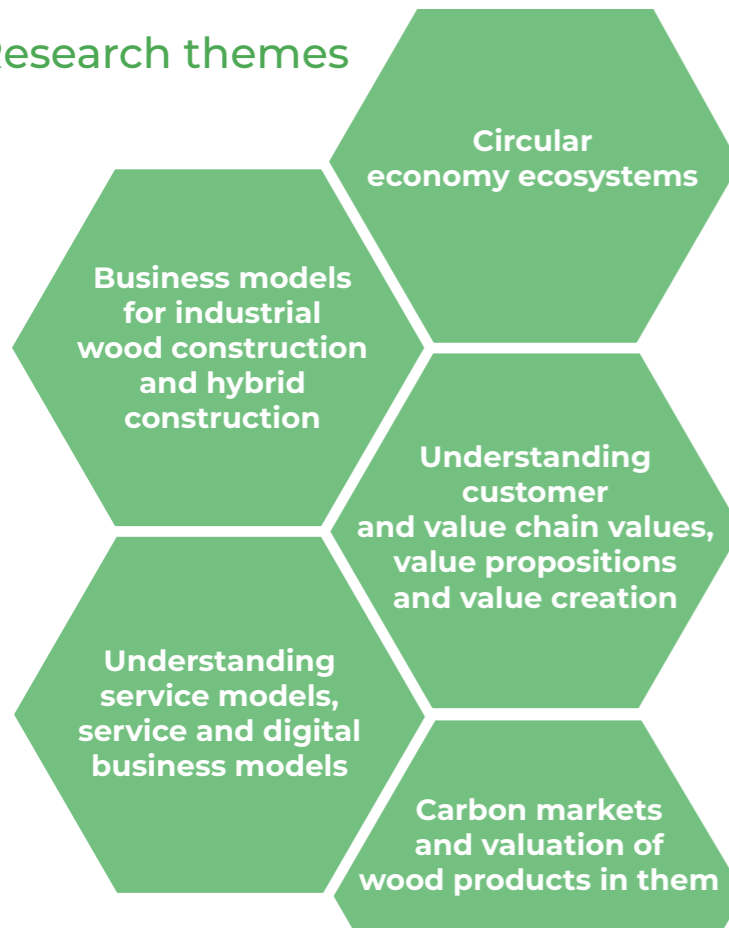 Research themes
Circular
economy ecosystems
Business models
for industrial
wood construction
and hybrid
construction
Understanding
customer
and value chain values,
value propositions
and value creation
Understanding
service models,
service and digital
business models
Carbon markets
and valuation of
wood products in them